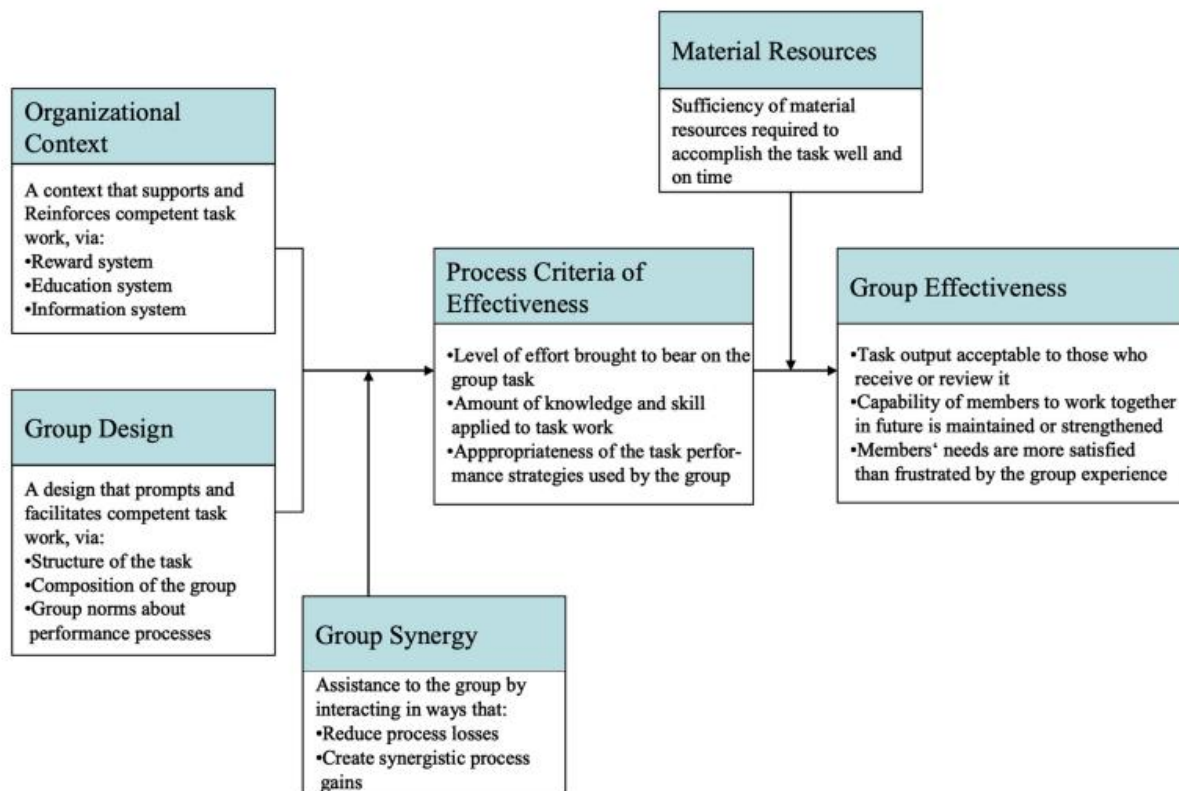 Material Resources
Sufficiency of material
resources required to
accomplish the task well and
on time
Organizational
Context
A context that supports and
Reinforces competent task
work, via:
•Reward system
•Education system
•Information system
Process Criteria of
Effectiveness
•Level of effort brought to bear on the
group task
•Amount of knowledge and skill
applied to task work
•Apppropriateness of the task perfor-
mance strategies used by the group
Group Effectiveness
•Task output acceptable to those who
receive or review it
•Capability of members to work together
in future is maintained or strengthened
•Members‘ needs are more satisfied
than frustrated by the group experience
Group Design
A design that prompts and
facilitates competent task
work, via:
•Structure of the task
•Composition of the group
•Group norms about
performance processes
Group Synergy
Assistance to the group by
interacting in ways that:
•Reduce process losses
•Create synergistic process
gains